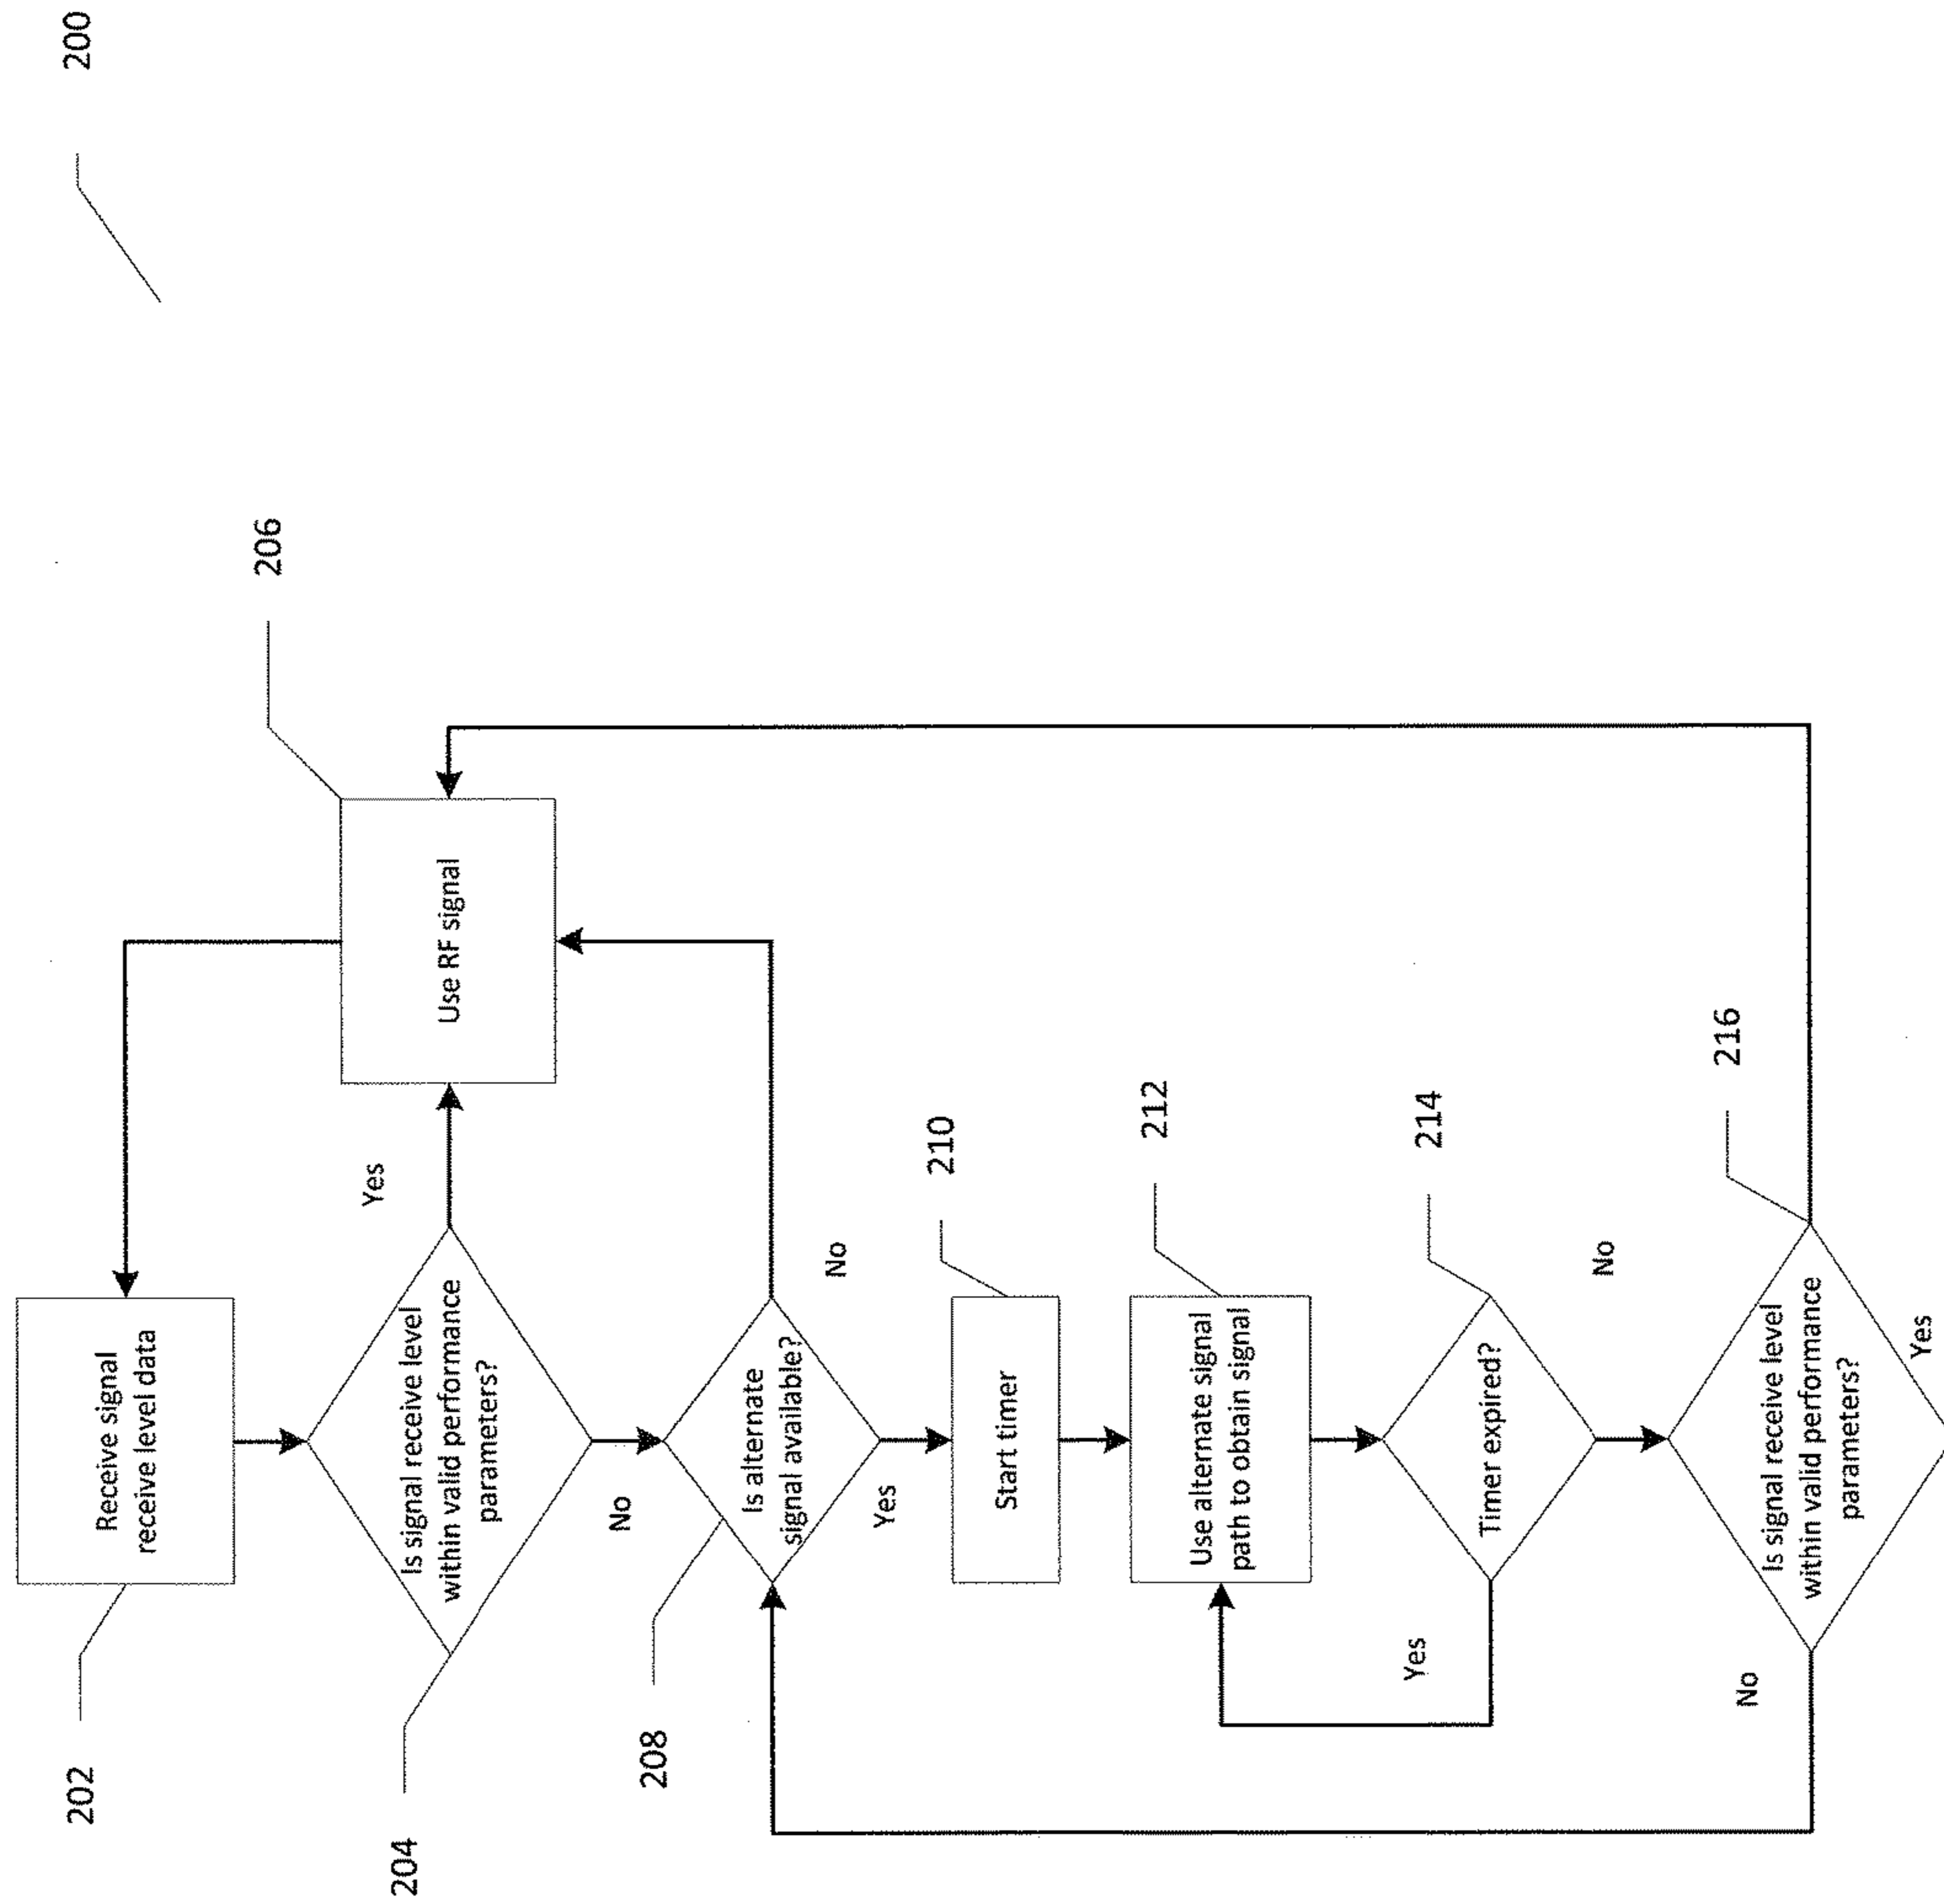 200
202
Receive signal
receive level data
204
Is signal receive level
within valid performance
parameters?
Yes
206
Use RF signal
No
208
Is alternate
signal available?
No
Yes
210
Start timer
212
Use alternate signal
path to obtain signal
214
Timer expired?
Yes
No
216
Is signal receive level
within valid performance
parameters?
No
Yes